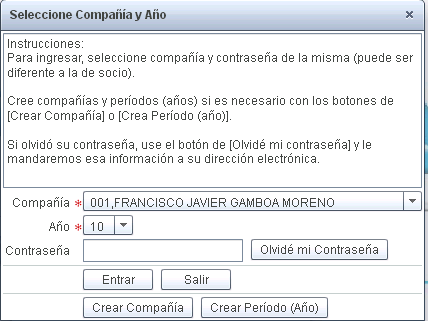 Seleccione Compañía y Año
Instrucciones:
Para ingresar, seleccione compañía y contraseña de la misma (puede ser
diferente a la de socio).
Cree compañías y períodos (años) si es necesario con los botones de
[Crear Compañía] o [Crea Período (año)].
Si olvidó su contraseña, use el botón de [Olvidé mi contraseña] y le
mandaremos esa información a su dirección electrónica.
Compañía * 001,FRANCISCO JAVIER GAMBOA MORENO
Año * 10
Contraseña Olvidé mi Contraseña
Entrar Salir
Crear Compañía Crear Período (Año)